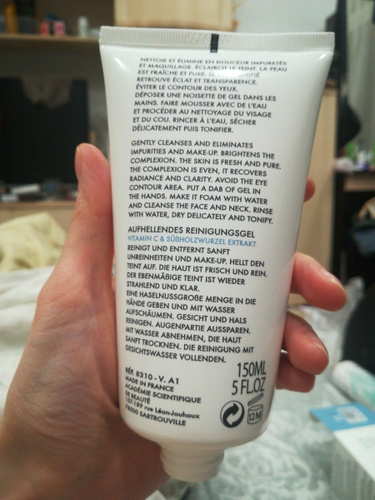 NETTOIE ET ÉLIMINE EN DOUCEUR IMPURETÉS
ET MAQUILLAGE. ÉCLAIRCIT LE TEINT. LA PEAU
EST FRAÎCHE ET PURE.
RETROUVE ÉCLAT ET TRANSPARENCE.
ÉVITER LE CONTOUR DES YEUX.
DÉPOSER UNE NOISETTE DE GEL DANS LES
MAINS. FAIRE MOUSSER AVEC DE L'EAU
ET PROCÉDER AU NETTOYAGE DU VISAGE
ET DU COU. RINCER À L'EAU, SÉCHER
DÉLICATEMENT PUIS TONIFIER.
GENTLY CLEANSES AND ELIMINATES
IMPURITIES AND MAKE-UP. BRIGHTENS THE
COMPLEXION. THE SKIN IS FRESH AND PURE.
THE COMPLEXION IS EVEN, IT RECOVERS
RADIANCE AND CLARITY. AVOID THE EYE
CONTOUR AREA. PUT A DAB OF GEL IN
THE HANDS. MAKE IT FOAM WITH WATER
AND CLEANSE THE FACE AND NECK. RINSE
WITH WATER, DRY DELICATELY AND TONIFY.
AUFHELLENDES REINIGUNGSGEL
VITAMIN C & SÜßHOLZWURZEL EXTRAKT
REINIGT UND ENTFERNT SANFT
UNREINHEITEN UND MAKE-UP. HELLT DEN
TEINT AUF. DIE HAUT IST FRISCH UND REIN.
DER EBENMÄßIGE TEINT IST WIEDER
STRAHLEND UND KLAR.
EINE HASELNUSSGROßE MENGE IN DIE
HÄNDE GEBEN UND MIT WASSER
AUFSCHÄUMEN. GESICHT UND HALS
REINIGEN. AUGENPARTIE AUSSPAREN.
MIT WASSER ABNEHMEN, DIE HAUT
SANFT TROCKNEN. DIE REINIGUNG MIT
GESICHTSWASSER VOLLENDEN.
RÉF. 8310 - V. A1
MADE IN FRANCE
ACADÉMIE SCIENTIFIQUE
DE BEAUTÉ
167-169 rue Léon-Jouhaux
78500 SARTROUVILLE
150ML
5 FL.OZ
12M